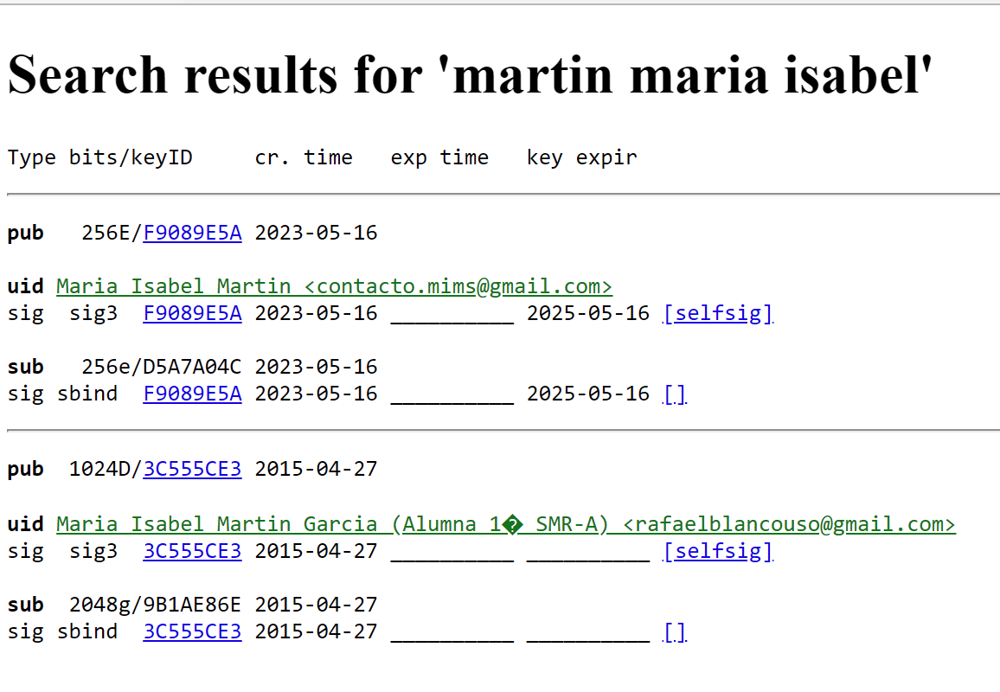 Search results for 'martin maria isabel'
Type bits/keyID     cr. time   exp time   key expir
pub   256E/F9089E5A 2023-05-16
uid Maria Isabel Martin <contacto.mims@gmail.com>
sig  sig3  F9089E5A 2023-05-16 __________ 2025-05-16 [selfsig]
sub   256e/D5A7A04C 2023-05-16
sig sbind  F9089E5A 2023-05-16 __________ 2025-05-16 []
pub  1024D/3C555CE3 2015-04-27
uid Maria Isabel Martin Garcia (Alumna 1� SMR-A) <rafaelblancouso@gmail.com>
sig  sig3  3C555CE3 2015-04-27 __________ __________ [selfsig]
sub  2048g/9B1AE86E 2015-04-27
sig sbind  3C555CE3 2015-04-27 __________ __________ []